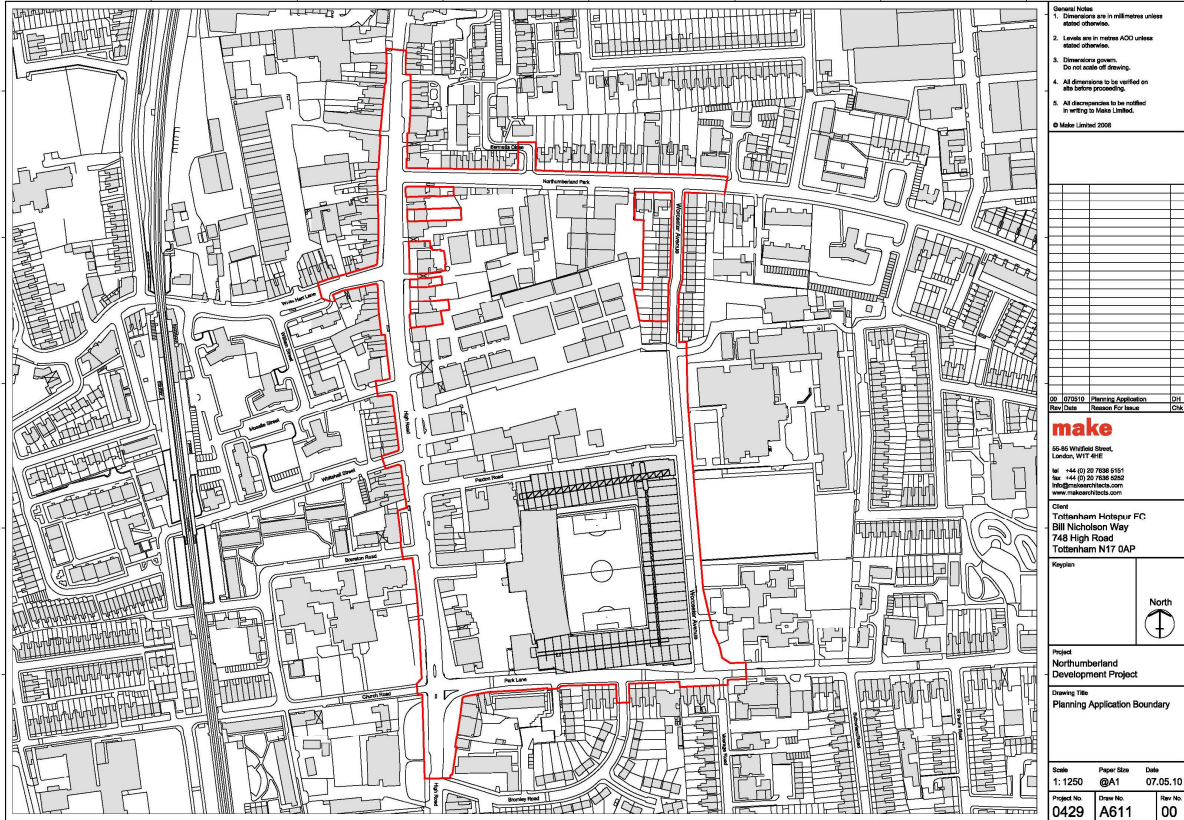 General Notes
1. Dimensions are in millimetres unless
stated otherwise.
2. Levels are in metres AOD unless
stated otherwise.
3. Dimensions govern.
Do not scale off drawing.
4. All dimensions to be verified on
site before proceeding.
5. All discrepancies to be notified
in writing to Make Limited.
© Make Limited 2008
00 070510 Planning Application DH
Rev Date Reason For Issue Chk
make
55-65 Whitfield Street,
London, W1T 4HE
tel +44 (0) 20 7636 5151
fax +44 (0) 20 7636 5252
info@makearchitects.com
www.makearchitects.com
Client
Tottenham Hotspur FC
Bill Nicholson Way
748 High Road
Tottenham N17 0AP
Keyplan
North
Project
Northumberland
Development Project
Drawing Title
Planning Application Boundary
Scale Paper Size Date
1:1250 @A1 07.05.10
Project No. Draw No. Rev No.
0429 A611 00
Northumberland Park
Worcester Avenue
White Hart Lane
High Road
Moselle Street
Whitehall Street
Paxton Road
Brereton Road
Worcester Avenue
Park Lane
Church Road
High Road
Bromley Road